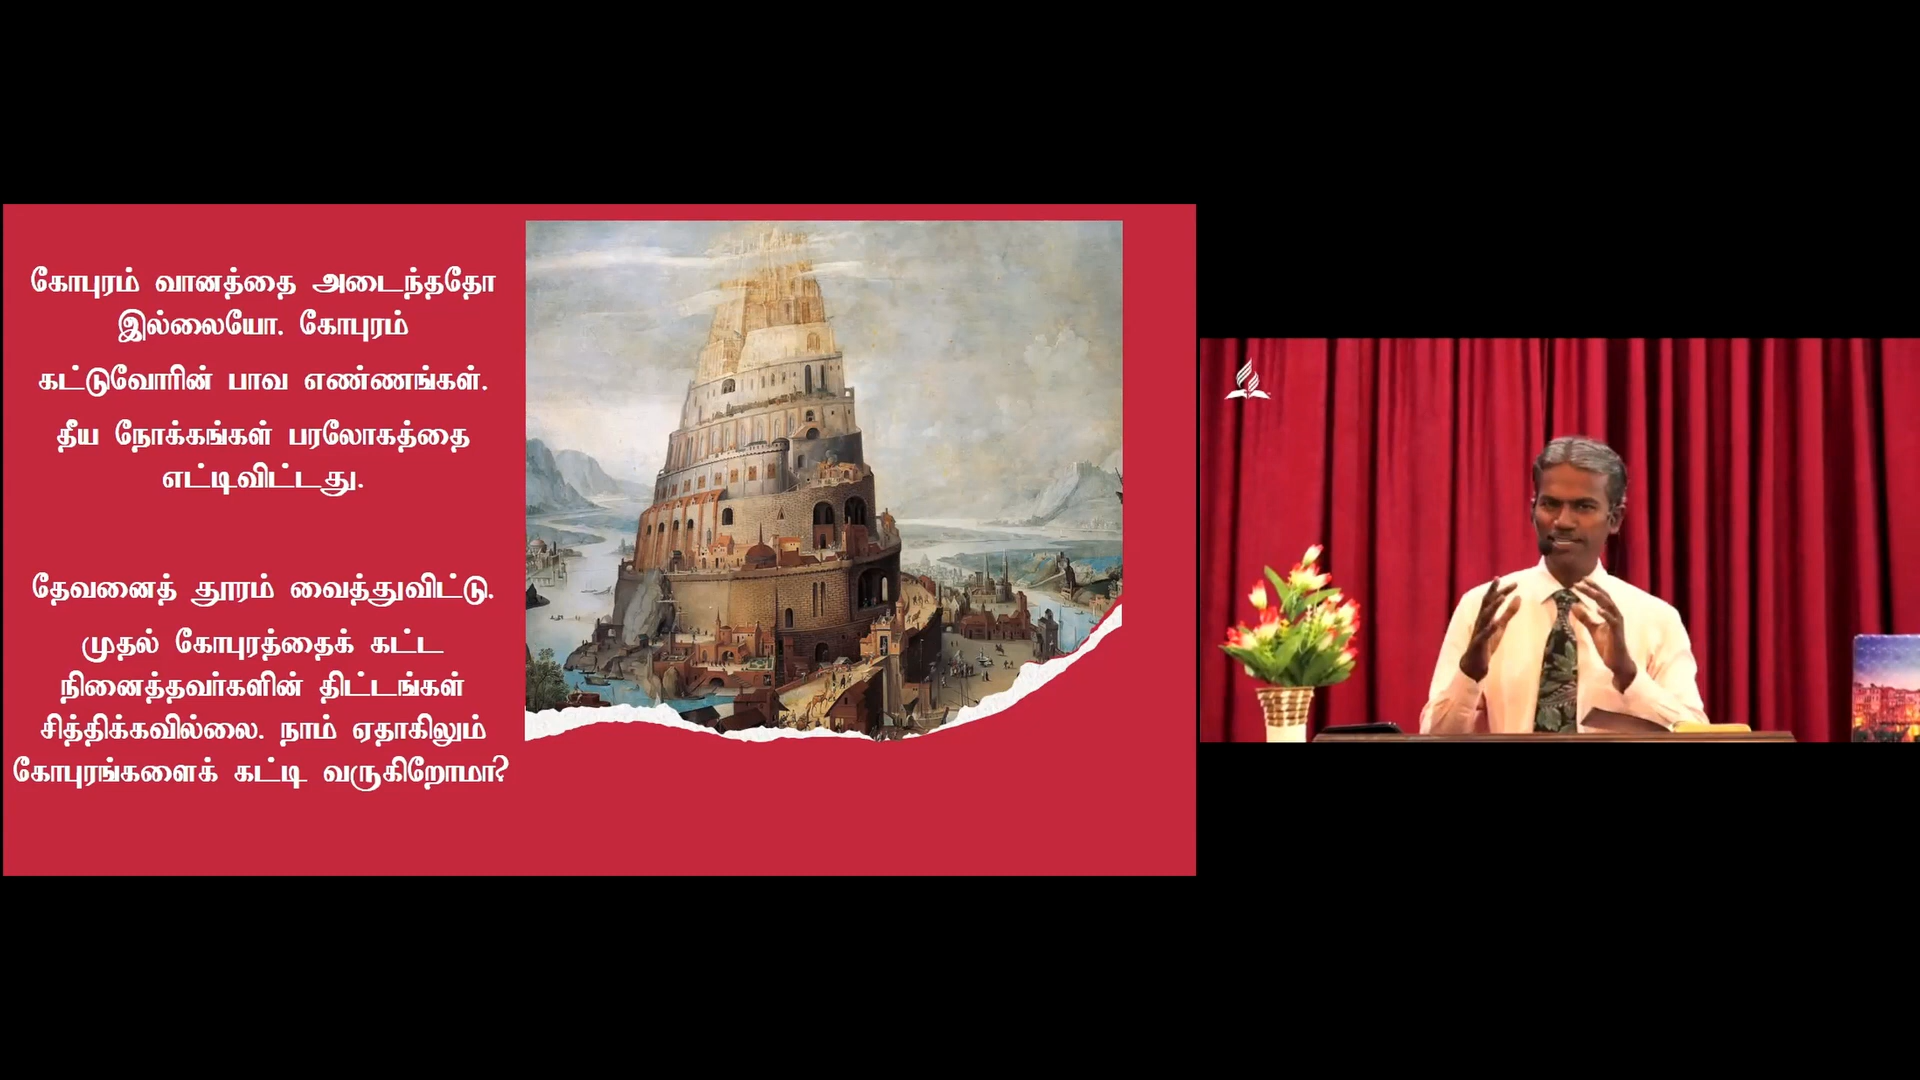 கோபுரம் வானத்தை அடைந்ததோ
இல்லையோ. கோபுரம்
கட்டுவோரின் பாவ எண்ணங்கள்.
தீய நோக்கங்கள் பரலோகத்தை
எட்டிவிட்டது.
தேவனைத் தூரம் வைத்துவிட்டு.
முதல் கோபுரத்தைக் கட்ட
நினைத்தவர்களின் திட்டங்கள்
சித்திக்கவில்லை. நாம் ஏதாகிலும்
கோபுரங்களைக் கட்டி வருகிறோமா?